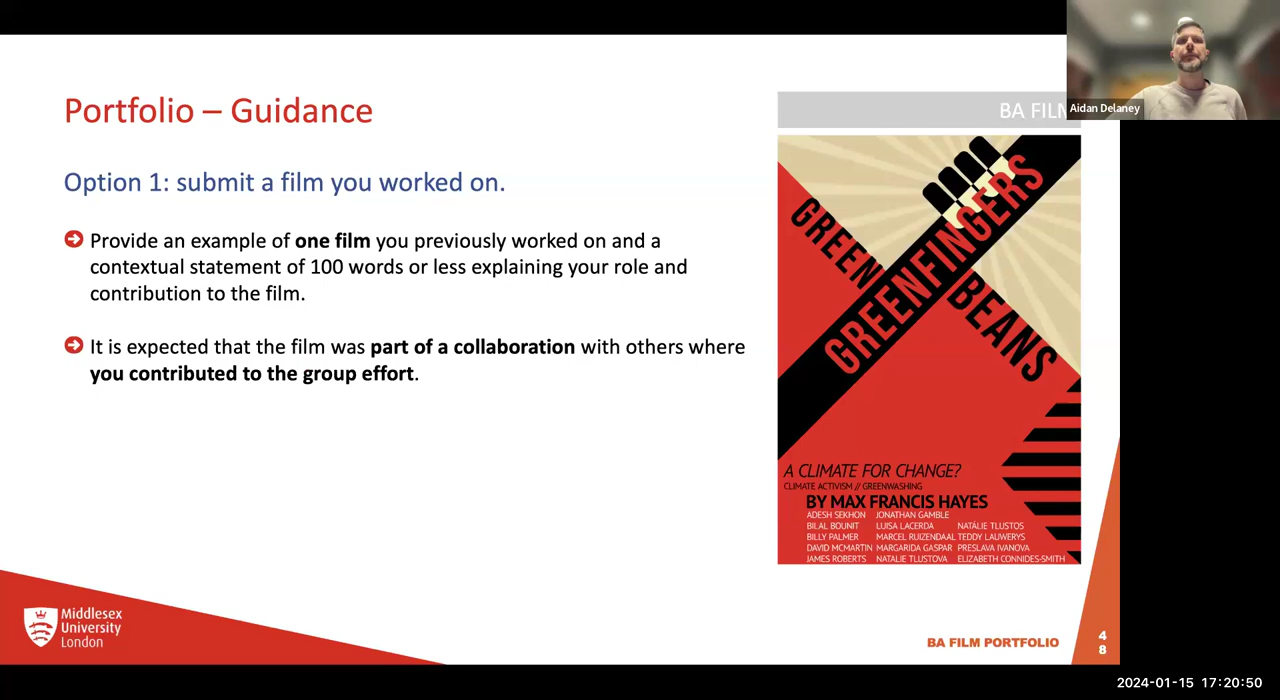 Portfolio – Guidance
BA FILM
Aidan Delaney
Option 1: submit a film you worked on.
Provide an example of one film you previously worked on and a
contextual statement of 100 words or less explaining your role and
contribution to the film.
It is expected that the film was part of a collaboration with others where
you contributed to the group effort.
GREEN BEANS
GREENFINGERS
A CLIMATE FOR CHANGE?
CLIMATE ACTIVISM // GREENWASHING
BY MAX FRANCIS HAYES
ADESH SEKHON JONATHAN GAMBLE
BILAL BOUNIT LUISA LACERDA NATÁLIE TLUSTOS
BILLY PALMER MARCEL RUIZENDAAL TEDDY LAUWERYS
DAVID MCMARTIN MARGARIDA GASPAR PRESLAVA IVANOVA
JAMES ROBERTS NATALIE TLUSTOVA ELIZABETH CONNIDES-SMITH
Middlesex
University
London
BA FILM PORTFOLIO
4
8
2024-01-15 17:20:50